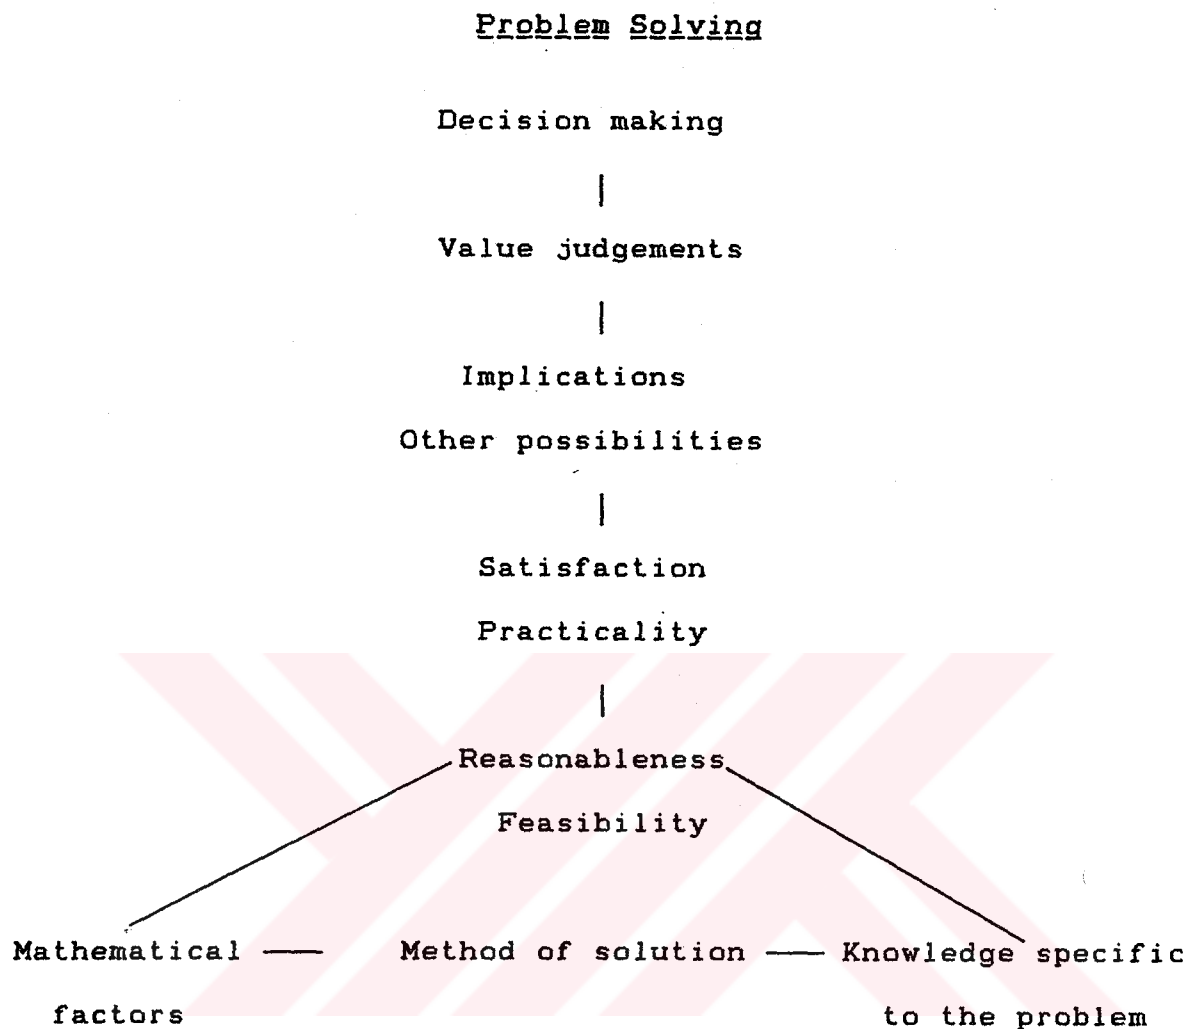 Problem Solving
Decision making
Value judgements
Implications
Other possibilities
Satisfaction
Practicality
Reasonableness
Feasibility
Mathematical Method of solution Knowledge specific
factors to the problem